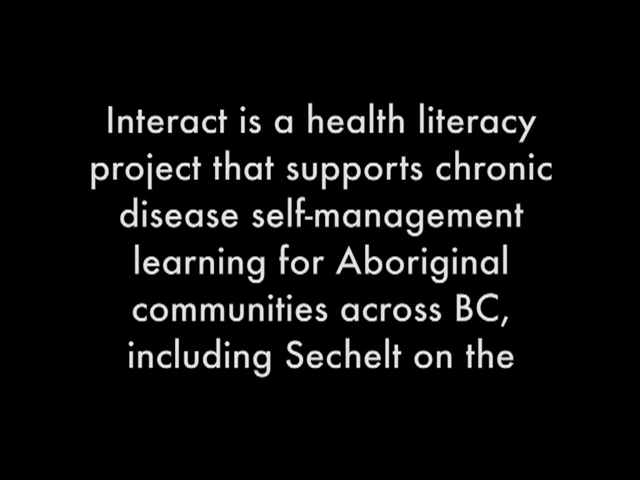 Interact is a health literacy
project that supports chronic
disease self-management
learning for Aboriginal
communities across BC,
including Sechelt on the